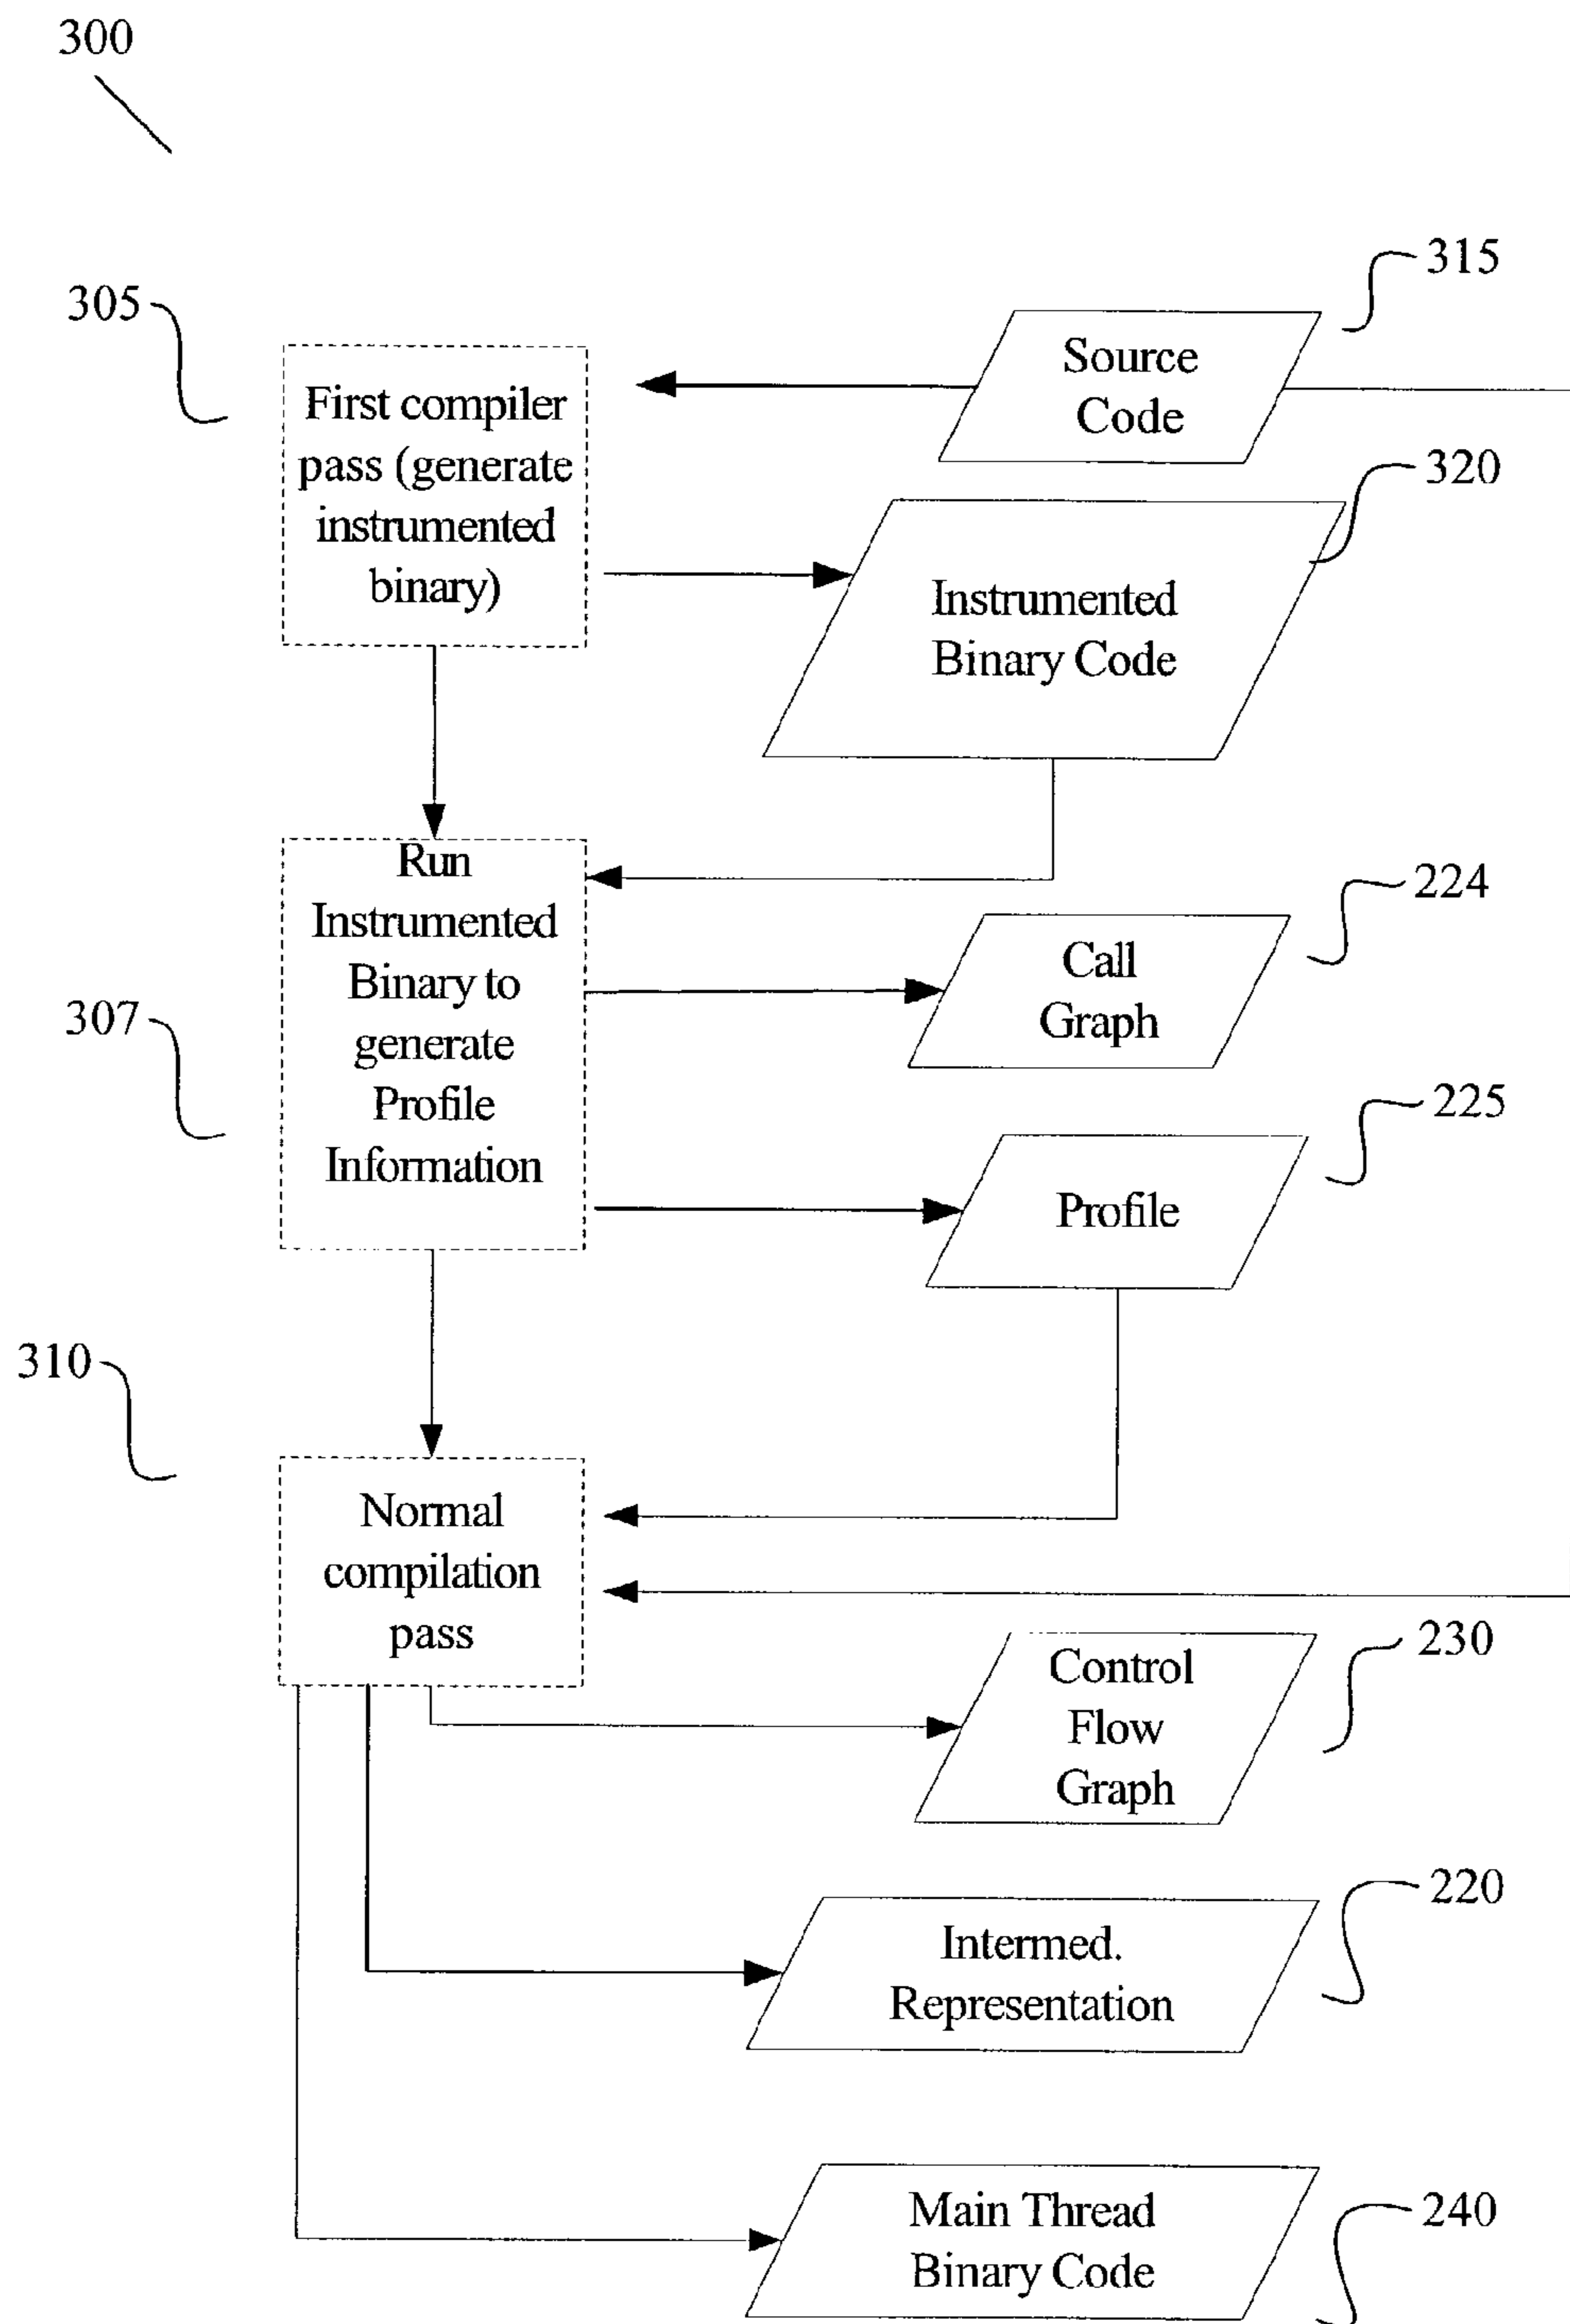 300
315
305
Source
Code
First compiler
pass (generate
instrumented
binary)
320
Instrumented
Binary Code
Run
Instrumented
Binary to
generate
Profile
Information
307
224
Call
Graph
225
Profile
310
Normal
compilation
pass
230
Control
Flow
Graph
220
Intermed.
Representation
240
Main Thread
Binary Code